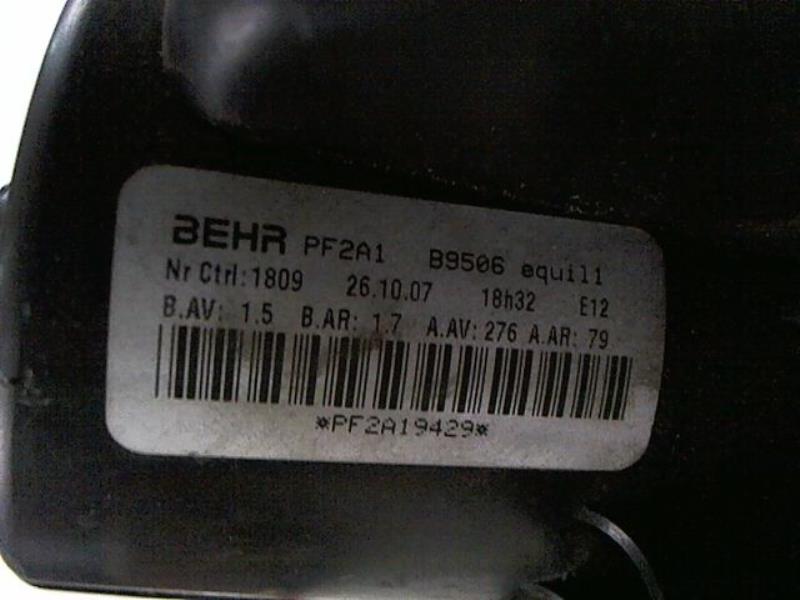 BEHR PF2A1 B9506 equil1
Nr Ctrl:1809 26.10.07 18h32 E12
B.AV: 1.5 B.AR: 1.7 A.AV: 276 A.AR: 79
*PF2A19429*